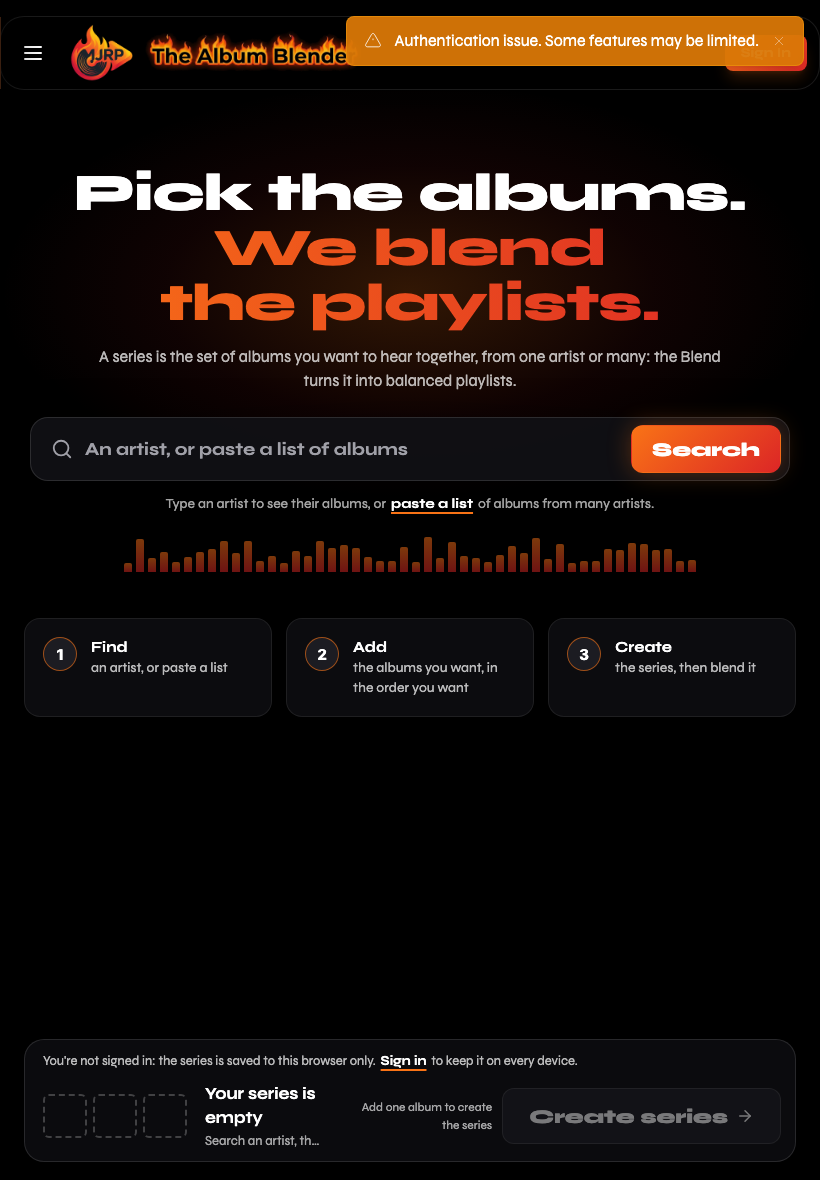 MJRP
The Album Blender
Authentication issue. Some features may be limited.
Pick the albums.
We blend
the playlists.
A series is the set of albums you want to hear together, from one artist or many: the Blend
turns it into balanced playlists.
An artist, or paste a list of albums
Search
Type an artist to see their albums, or paste a list of albums from many artists.
1
Find
an artist, or paste a list
2
Add
the albums you want, in
the order you want
3
Create
the series, then blend it
You're not signed in: the series is saved to this browser only. Sign in to keep it on every device.
Your series is
empty
Search an artist, th...
Add one album to create
the series
Create series